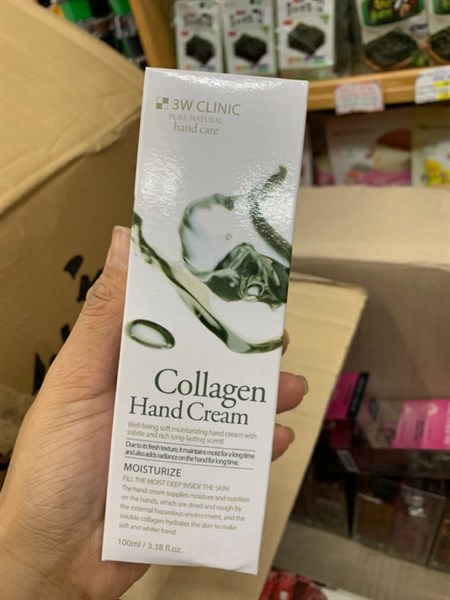 3W CLINIC
PURE NATURAL
hand care
Collagen
Hand Cream
Well-being soft moisturizing hand cream with
subtle and rich long-lasting scent!
Due to its fresh texture, it maintains moist for a long time
and also adds radiance on the hand for long time.
MOISTURIZE
FILL THE MOIST DEEP INSIDE THE SKIN!
The hand cream supplies moisture and nutrition
on the hands, which are dried and rough by
the external hazardous environment, and the
soluble collagen hydrates the skin to make
soft and whiter hand.
100ml / 3.38 fl.oz.